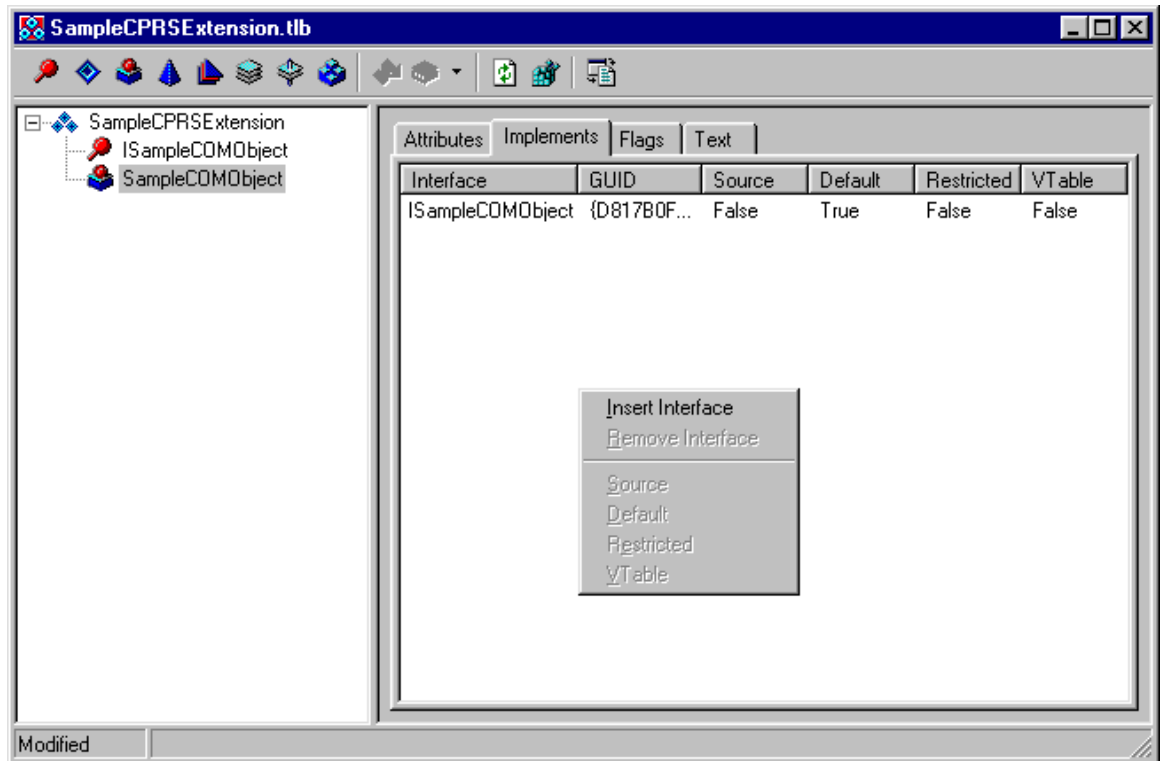 SampleCPRSExtension.tlb
SampleCPRSExtension
ISampleCOMObject
SampleCOMObject
Attributes Implements Flags Text
Interface GUID Source Default Restricted VTable
ISampleCOMObject {D817B0F... False True False False
Insert Interface
Remove Interface
Source
Default
Restricted
VTable
Modified